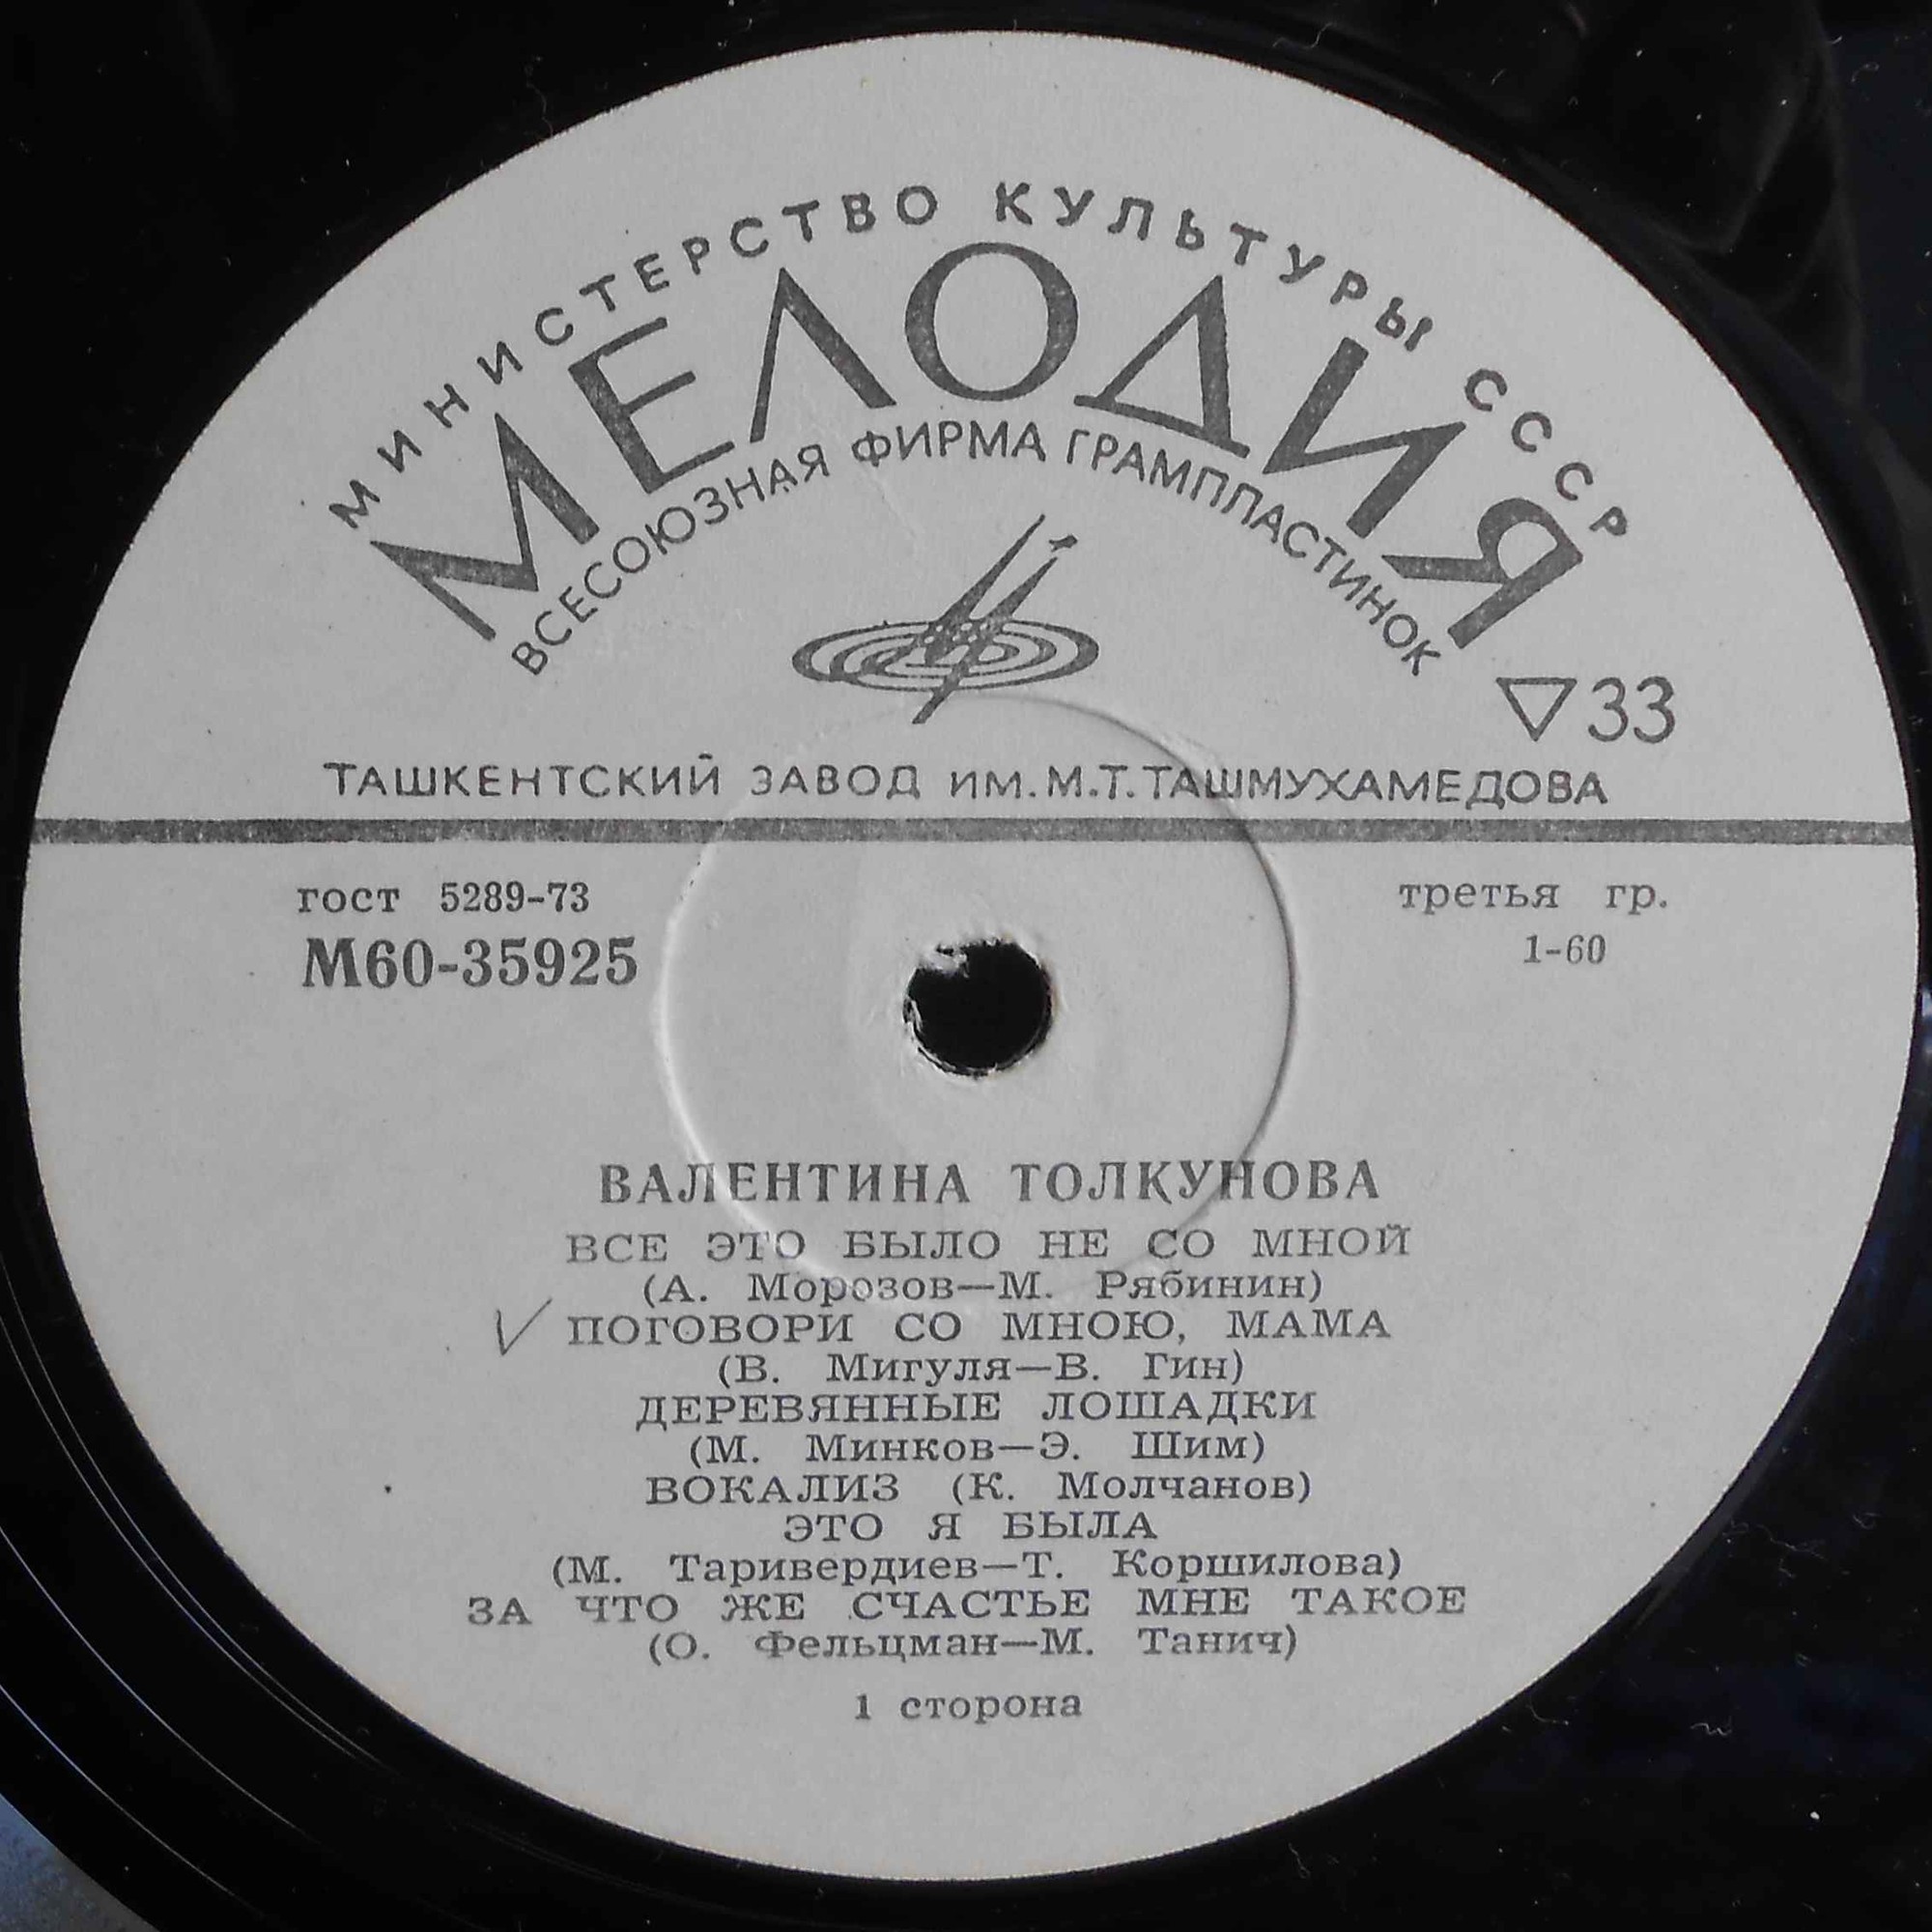 МИНИСТЕРСТВО КУЛЬТУРЫ СССР
МЕЛОДИЯ
ВСЕСОЮЗНАЯ ФИРМА ГРАМПЛАСТИНОК
33
ТАШКЕНТСКИЙ ЗАВОД ИМ.М.Т.ТАШМУХАМЕДОВА
гост 5289-73
третья гр.
М60-35925
1-60
ВАЛЕНТИНА ТОЛКУНОВА
ВСЕ ЭТО БЫЛО НЕ СО МНОЙ
(А. Морозов—М. Рябинин)
ПОГОВОРИ СО МНОЮ, МАМА
(В. Мигуля—В. Гин)
ДЕРЕВЯННЫЕ ЛОШАДКИ
(М. Минков—Э. Шим)
ВОКАЛИЗ (К. Молчанов)
ЭТО Я БЫЛА
(М. Таривердиев—Т. Коршилова)
ЗА ЧТО ЖЕ СЧАСТЬЕ МНЕ ТАКОЕ
(О. Фельцман—М. Танич)
1 сторона